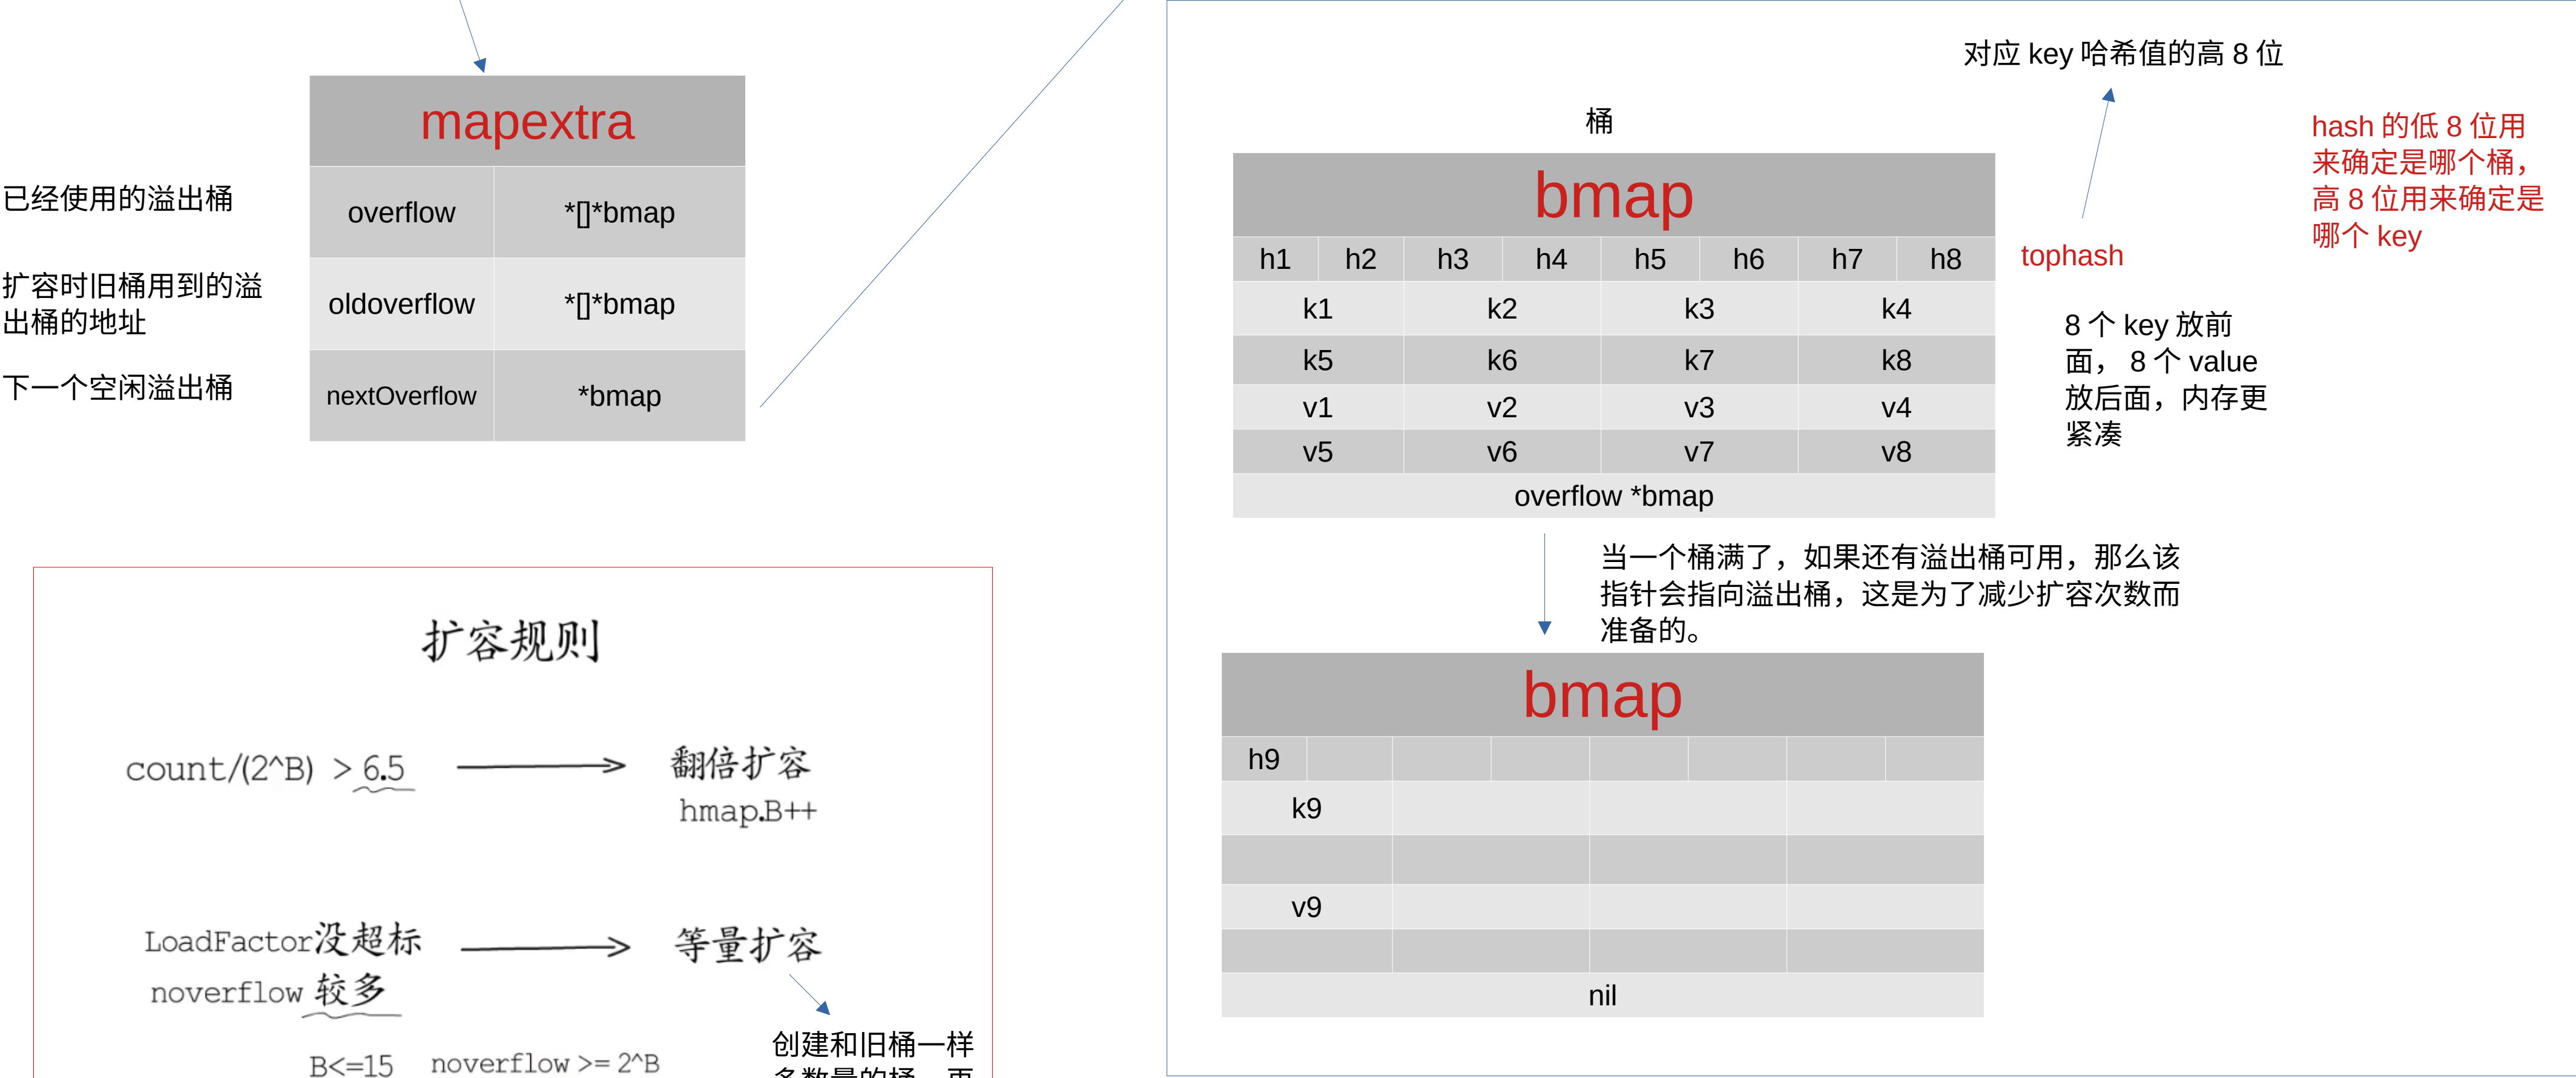 mapextra
已经使用的溢出桶
overflow *[]*bmap
扩容时旧桶用到的溢
出桶的地址
oldoverflow *[]*bmap
下一个空闲溢出桶
nextOverflow *bmap
扩容规则
count/(2^B) > 6.5
翻倍扩容
hmap.B++
LoadFactor没超标
noverflow 较多
等量扩容
B<=15 noverflow >= 2^B
创建和旧桶一样
多数量的桶，再
对应 key 哈希值的高 8 位
桶
hash 的低 8 位用
来确定是哪个桶，
高 8 位用来确定是
哪个 key
bmap
h1 h2 h3 h4 h5 h6 h7 h8
tophash
k1 k2 k3 k4
k5 k6 k7 k8
v1 v2 v3 v4
v5 v6 v7 v8
overflow *bmap
8 个 key 放前
面， 8 个 value
放后面，内存更
紧凑
当一个桶满了，如果还有溢出桶可用，那么该
指针会指向溢出桶，这是为了减少扩容次数而
准备的。
bmap
h9
k9
v9
nil